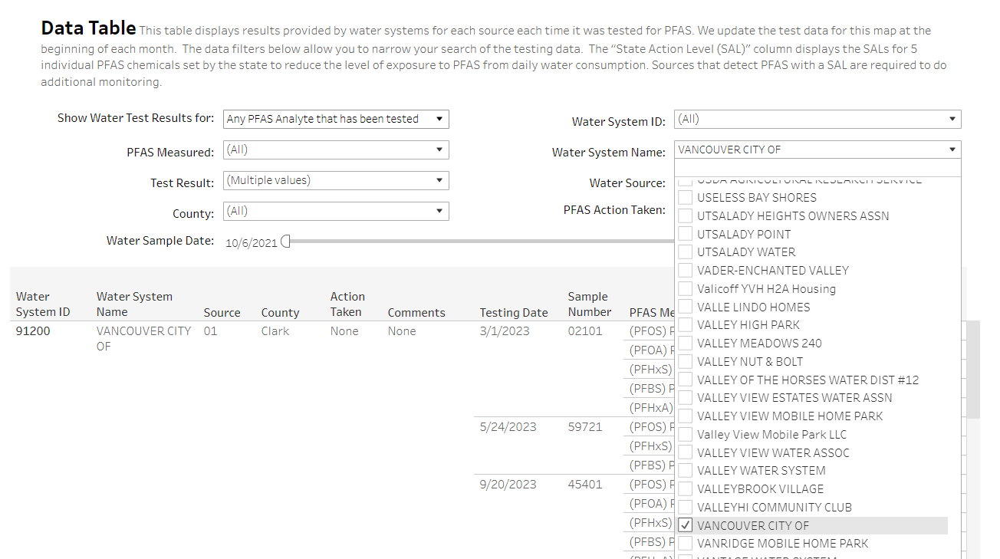 Data Table This table displays results provided by water systems for each source each time it was tested for PFAS. We update the test data for this map at the
beginning of each month.  The data filters below allow you to narrow your search of the testing data.  The “State Action Level (SAL)” column displays the SALs for 5
individual PFAS chemicals set by the state to reduce the level of exposure to PFAS from daily water consumption. Sources that detect PFAS with a SAL are required to do
additional monitoring.
Show Water Test Results for: Any PFAS Analyte that has been tested
PFAS Measured: (All)
Test Result: (Multiple values)
County: (All)
Water Sample Date: 10/6/2021
Water System ID: (All)
Water System Name: VANCOUVER CITY OF
Water Source:
PFAS Action Taken:
USDA AGRICULTURAL RESEARCH SERVICE
USELESS BAY SHORES
UTSALADY HEIGHTS OWNERS ASSN
UTSALADY POINT
UTSALADY WATER
VADER-ENCHANTED VALLEY
Valicoff YVH H2A Housing
VALLE LINDO HOMES
VALLEY HIGH PARK
VALLEY MEADOWS 240
VALLEY NUT & BOLT
VALLEY OF THE HORSES WATER DIST #12
VALLEY VIEW ESTATES WATER ASSN
VALLEY VIEW MOBILE HOME PARK
Valley View Mobile Park LLC
VALLEY VIEW WATER ASSOC
VALLEY WATER SYSTEM
VALLEYBROOK VILLAGE
VALLEYHI COMMUNITY CLUB
VANCOUVER CITY OF
VANRIDGE MOBILE HOME PARK
VANTAGE WATER SYSTEM
Water Water System Action Sample
System ID Name Source County Taken Comments Testing Date Number PFAS Me
91200 VANCOUVER CITY 01 Clark None None 3/1/2023 02101 (PFOS) P
OF
(PFOA) P
(PFHxS)
(PFBS) P
(PFHxA)
5/24/2023 59721 (PFOS) P
(PFHxS)
(PFBS) P
9/20/2023 45401 (PFOS) P
(PFOA) P
(PFHxS)
(PFBS) P
(PFHxA)